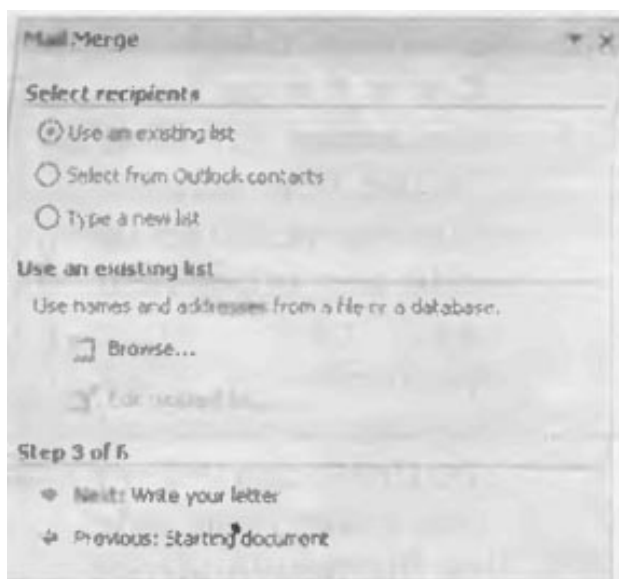 Mail Merge
Select recipients
Use an existing list
Select from Outlook contacts
Type a new list
Use an existing list
Use names and addresses from a file or a database.
Browse...
Edit
Step 3 of 6
Next: Write your letter
Previous: Starting document